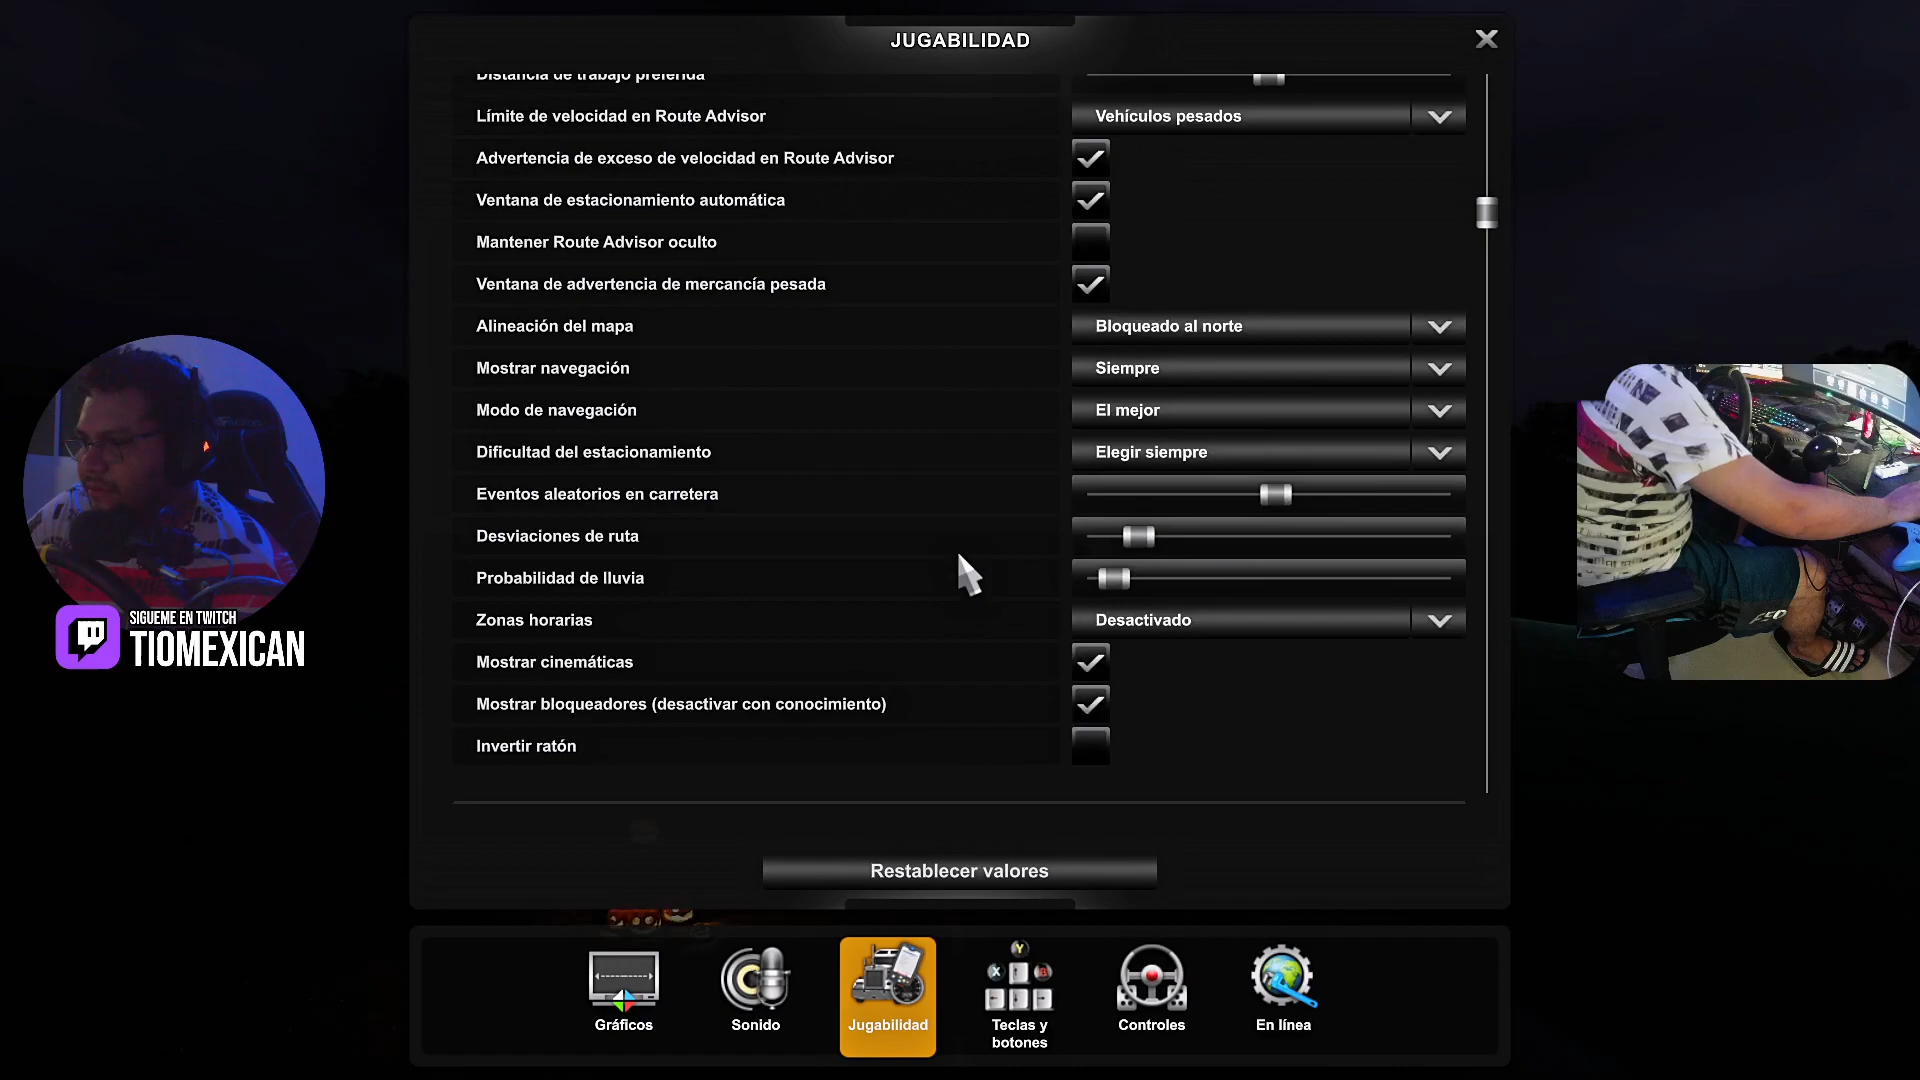 JUGABILIDAD
Distancia de trabajo preferida
Límite de velocidad en Route Advisor
Vehículos pesados
Advertencia de exceso de velocidad en Route Advisor
Ventana de estacionamiento automática
Mantener Route Advisor oculto
Ventana de advertencia de mercancía pesada
Alineación del mapa
Bloqueado al norte
Mostrar navegación
Siempre
Modo de navegación
El mejor
Dificultad del estacionamiento
Elegir siempre
Eventos aleatorios en carretera
Desviaciones de ruta
Probabilidad de lluvia
Zonas horarias
Desactivado
Mostrar cinemáticas
Mostrar bloqueadores (desactivar con conocimiento)
Invertir ratón
SIGUEME EN TWITCH
TIOMEXICAN
Restablecer valores
Y
X
B
Gráficos
Sonido
Jugabilidad
Teclas y
botones
Controles
En línea